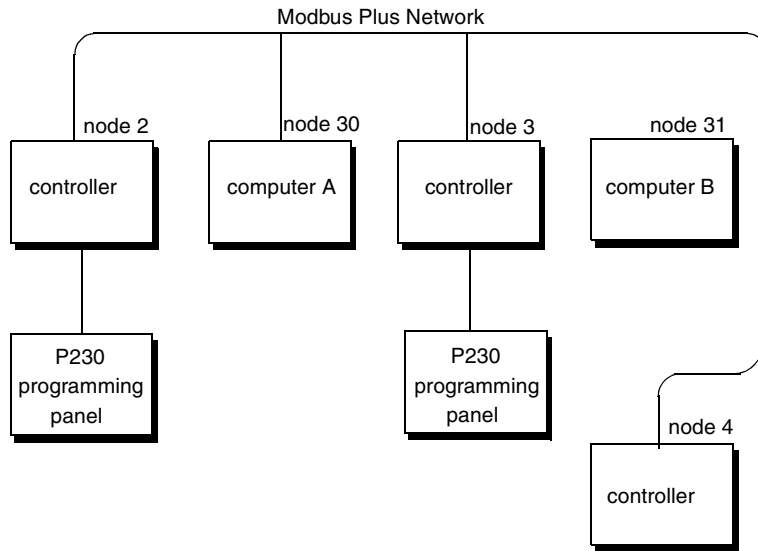 Modbus Plus Network
node 2
node 30
node 3
node 31
controller
computer A
controller
computer B
P230
programming
panel
P230
programming
panel
node 4
controller